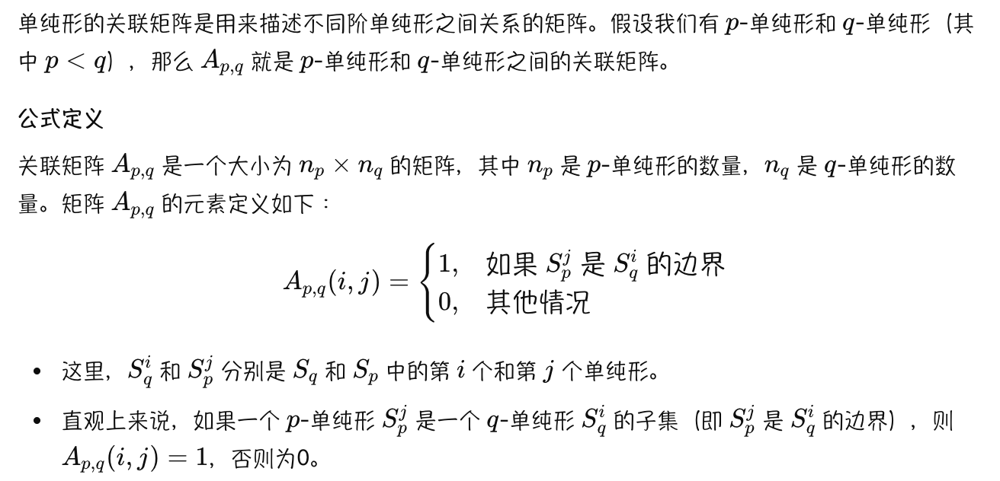 单纯形的关联矩阵是用来描述不同阶单纯形之间关系的矩阵。假设我们有 p-单纯形和 q-单纯形（其
中 p < q），那么 A_{p,q} 就是 p-单纯形和 q-单纯形之间的关联矩阵。
公式定义
关联矩阵 A_{p,q} 是一个大小为 n_p × n_q 的矩阵，其中 n_p 是 p-单纯形的数量，n_q 是 q-单纯形的数
量。矩阵 A_{p,q} 的元素定义如下：
A_{p,q}(i, j) = { 1, 如果 S_p^j 是 S_q^i 的边界
0, 其他情况
• 这里，S_q^i 和 S_p^j 分别是 S_q 和 S_p 中的第 i 个和第 j 个单纯形。
• 直观上来说，如果一个 p-单纯形 S_p^j 是一个 q-单纯形 S_q^i 的子集（即 S_p^j 是 S_q^i 的边界），则
A_{p,q}(i, j) = 1，否则为0。